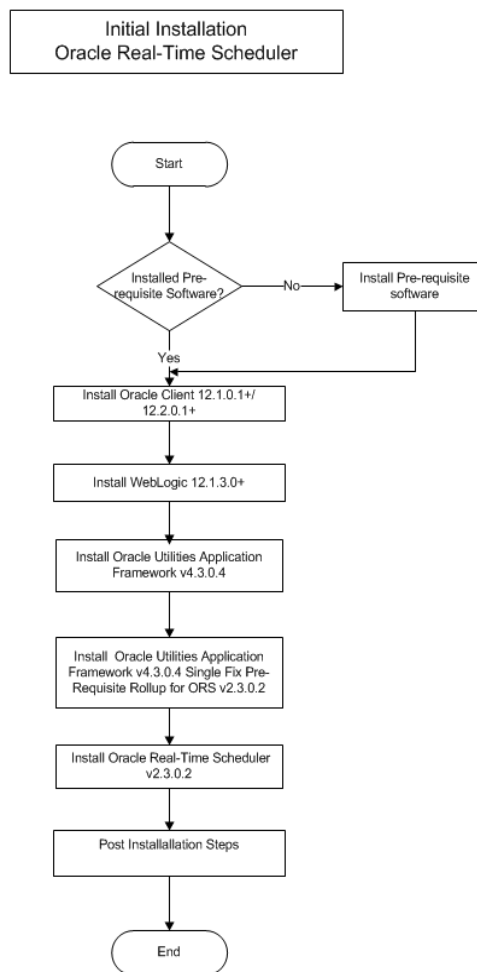 Initial Installation
Oracle Real-Time Scheduler
Start
Installed Pre-
requisite Software?
No
Install Pre-requisite
software
Yes
Install Oracle Client 12.1.0.1+/
12.2.0.1+
Install WebLogic 12.1.3.0+
Install Oracle Utilities Application
Framework v4.3.0.4
Install Oracle Utilities Application
Framework v4.3.0.4 Single Fix Pre-
Requisite Rollup for ORS v2.3.0.2
Install Oracle Real-Time Scheduler
v2.3.0.2
Post Installallation Steps
End